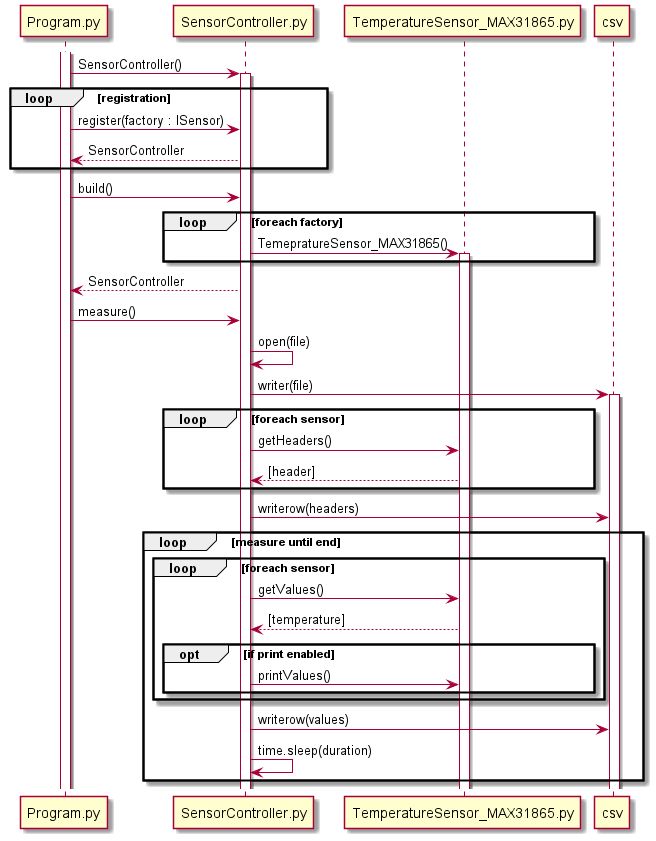 Program.py SensorController.py TemperatureSensor_MAX31865.py csv
SensorController()
loop [registration]
register(factory : ISensor)
SensorController
build()
loop [foreach factory]
TemepratureSensor_MAX31865()
SensorController
measure()
open(file)
writer(file)
loop [foreach sensor]
getHeaders()
[header]
writerow(headers)
loop [measure until end]
loop [foreach sensor]
getValues()
[temperature]
opt [if print enabled]
printValues()
writerow(values)
time.sleep(duration)
Program.py SensorController.py TemperatureSensor_MAX31865.py csv